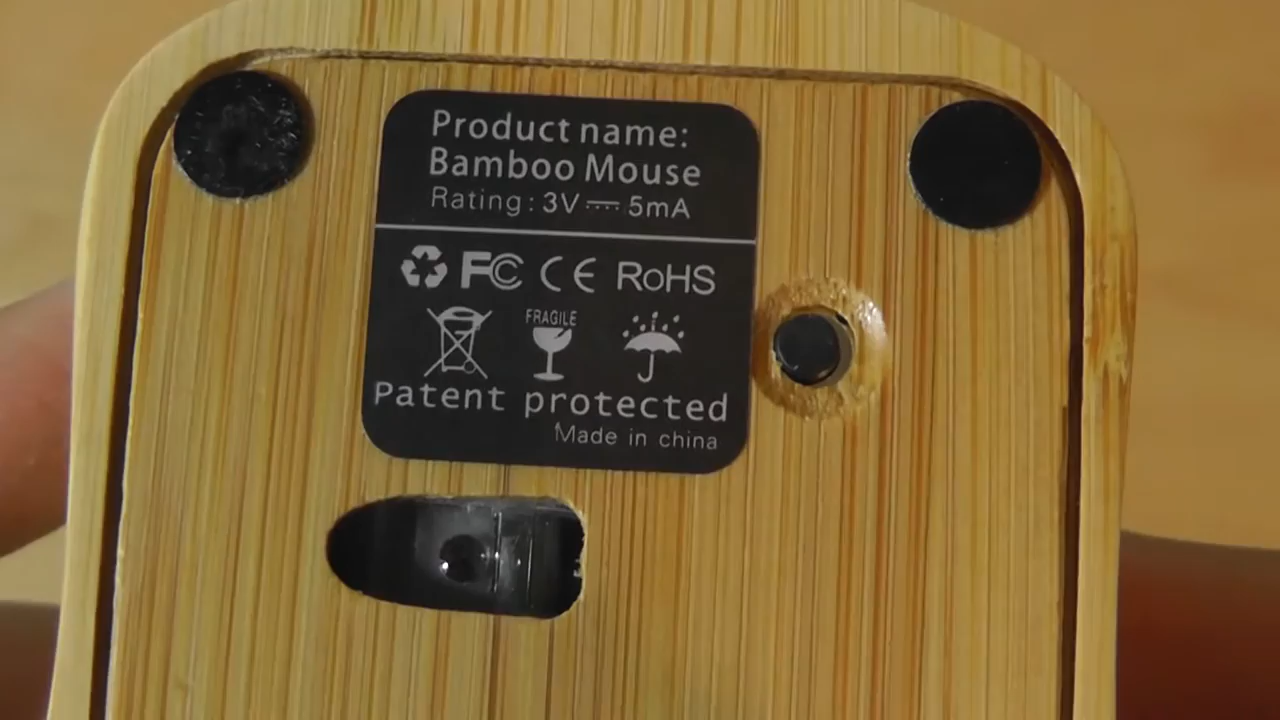 Product name:
Bamboo Mouse
Rating : 3V ⎓ 5mA
FC CE RoHS
FRAGILE
Patent protected
Made in china